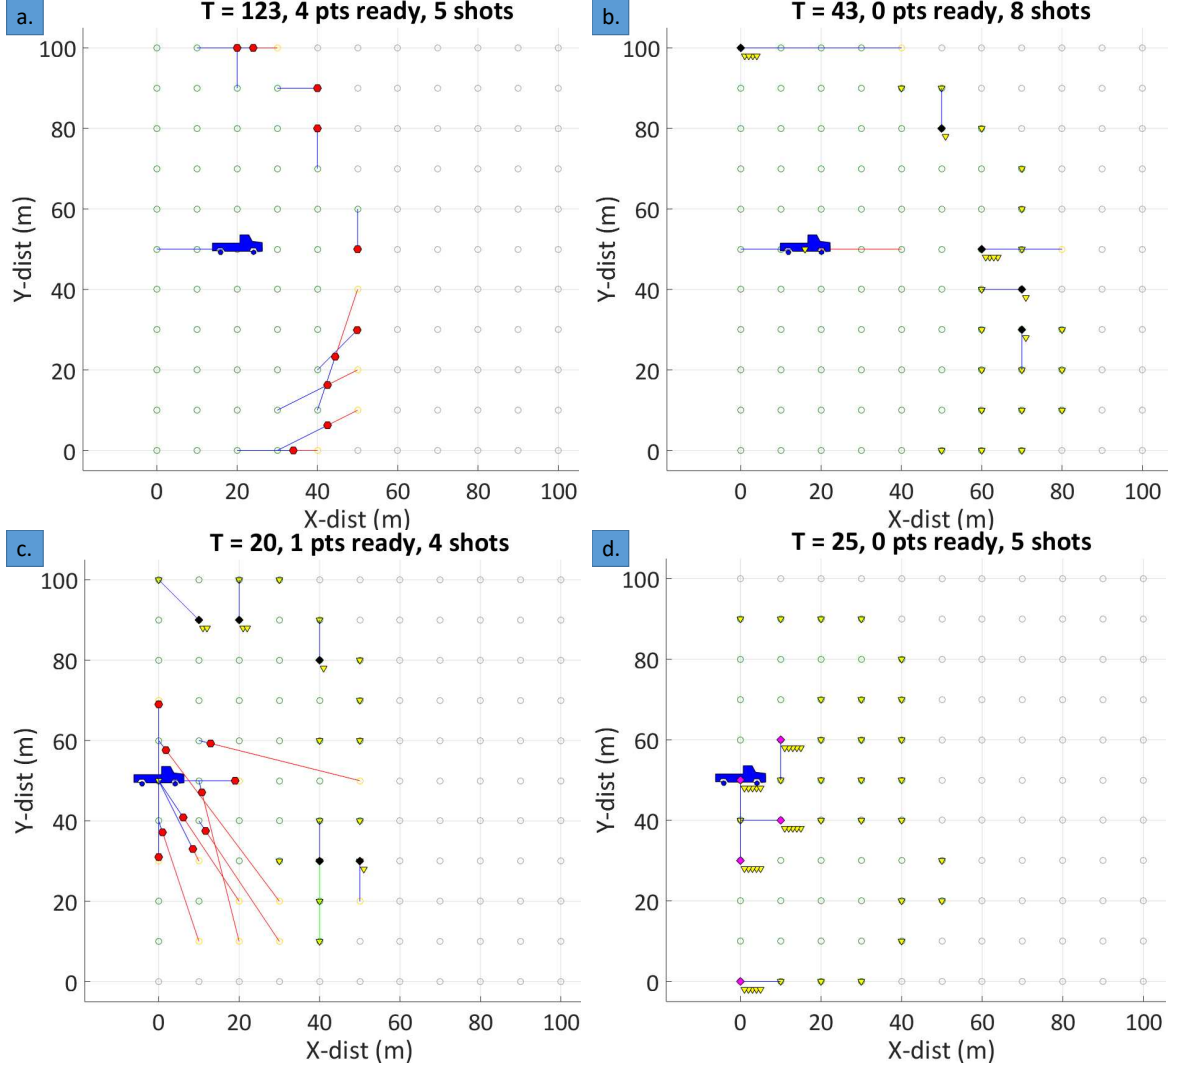 a.
T = 123, 4 pts ready, 5 shots
100
80
60
40
20
0
Y-dist (m)
0 20 40 60 80 100
X-dist (m)
b.
T = 43, 0 pts ready, 8 shots
100
80
60
40
20
0
Y-dist (m)
0 20 40 60 80 100
X-dist (m)
c.
T = 20, 1 pts ready, 4 shots
100
80
60
40
20
0
Y-dist (m)
0 20 40 60 80 100
X-dist (m)
d.
T = 25, 0 pts ready, 5 shots
100
80
60
40
20
0
Y-dist (m)
0 20 40 60 80 100
X-dist (m)